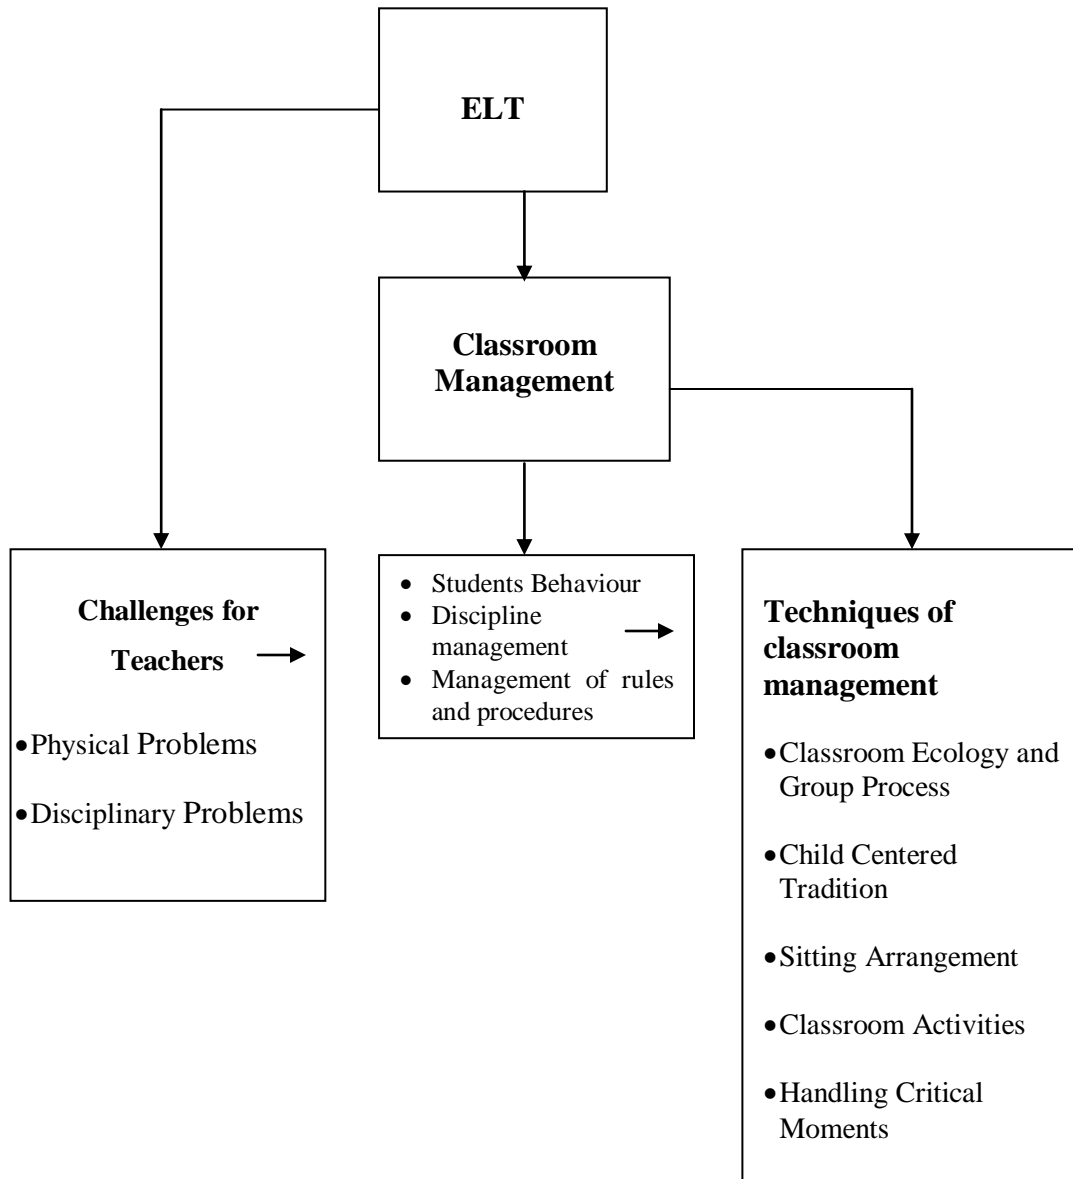 ELT
Classroom
Management
Challenges for
Teachers
•Physical Problems
•Disciplinary Problems
• Students Behaviour
• Discipline
management
• Management of rules
and procedures
Techniques of
classroom
management
•Classroom Ecology and
Group Process
•Child Centered
Tradition
•Sitting Arrangement
•Classroom Activities
•Handling Critical
Moments